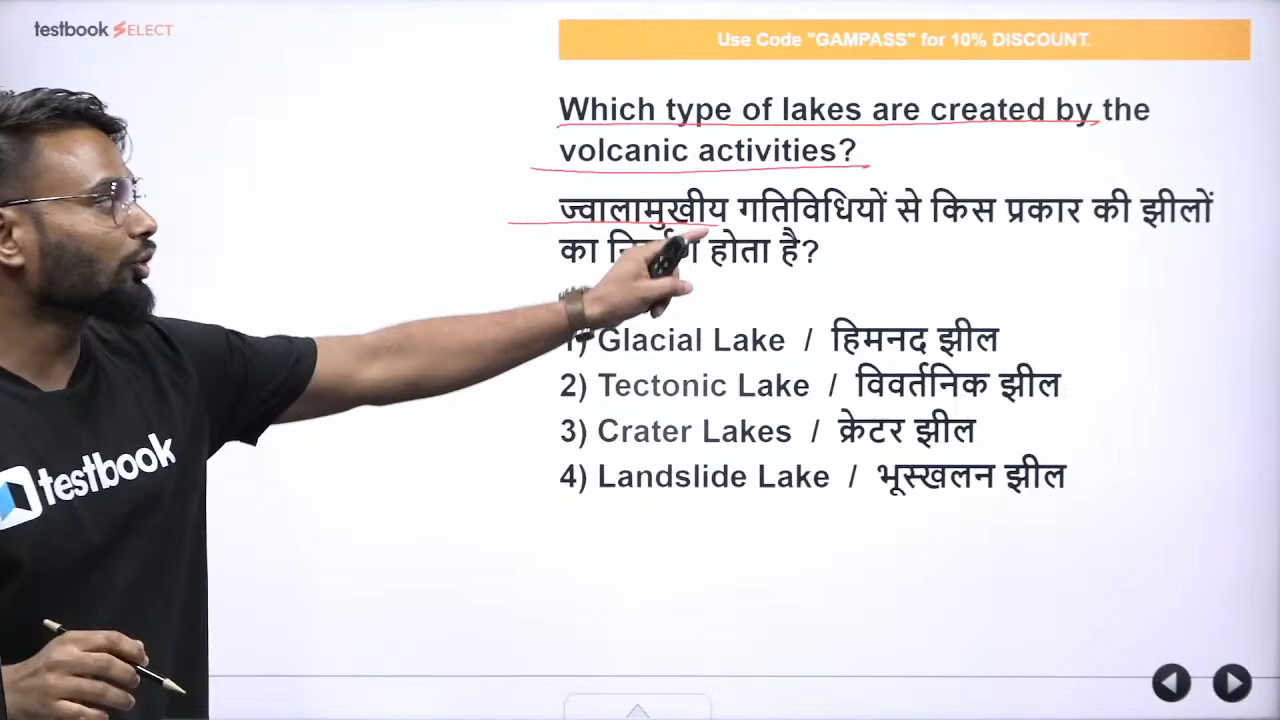 testbook SELECT
Use Code "GAMPASS" for 10% DISCOUNT.
Which type of lakes are created by the
volcanic activities?
ज्वालामुखीय गतिविधियों से किस प्रकार की झीलों
का होता है?
1) Glacial Lake / हिमनद झील
2) Tectonic Lake / विवर्तनिक झील
3) Crater Lakes / क्रेटर झील
4) Landslide Lake / भूस्खलन झील
testbook